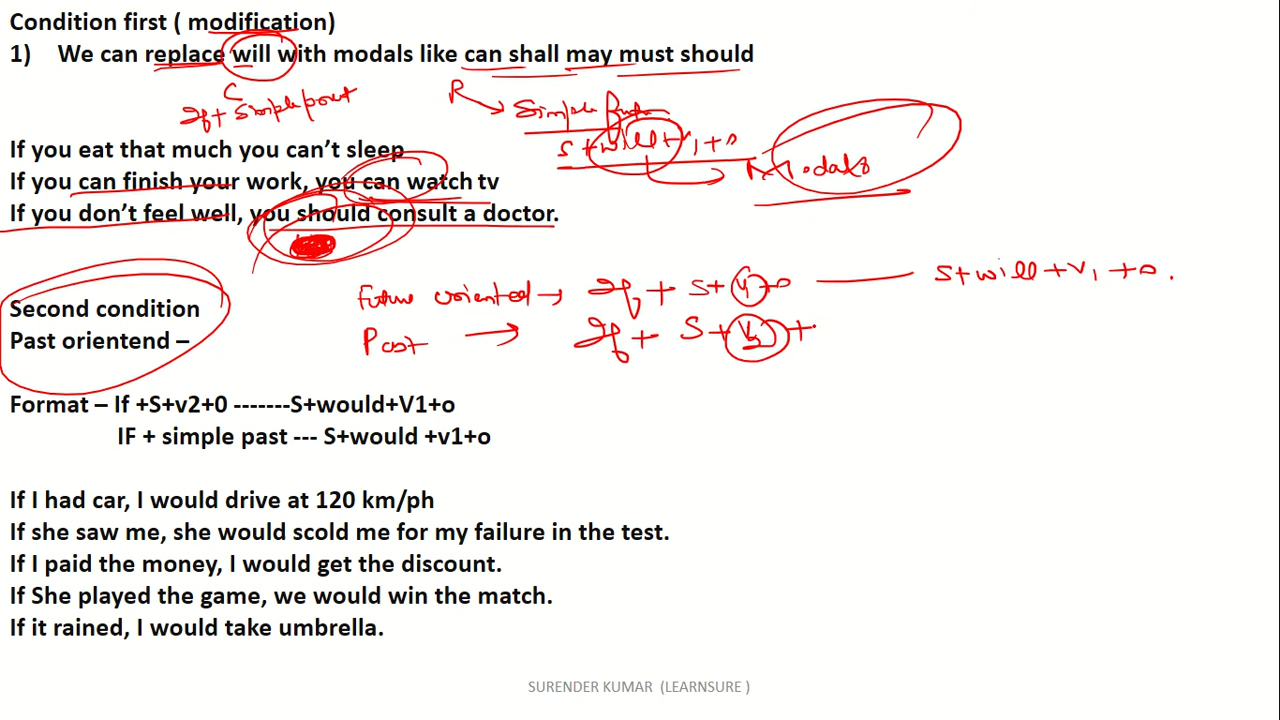 Condition first ( modification)
1) We can replace will with modals like can shall may must should
If + Simple
R → Simple
S+will+V1+o
Modals
If you eat that much you can't sleep
If you can finish your work, you can watch tv
If you don't feel well, you should consult a doctor.
Future oriented → If + S+V1+o —— S+will+V1+o.
Second condition
Past orientend –
Past → If + S+V2+
Format – If +S+v2+0 -------S+would+V1+o
IF + simple past --- S+would +v1+o
If I had car, I would drive at 120 km/ph
If she saw me, she would scold me for my failure in the test.
If I paid the money, I would get the discount.
If She played the game, we would win the match.
If it rained, I would take umbrella.
SURENDER KUMAR (LEARNSURE )